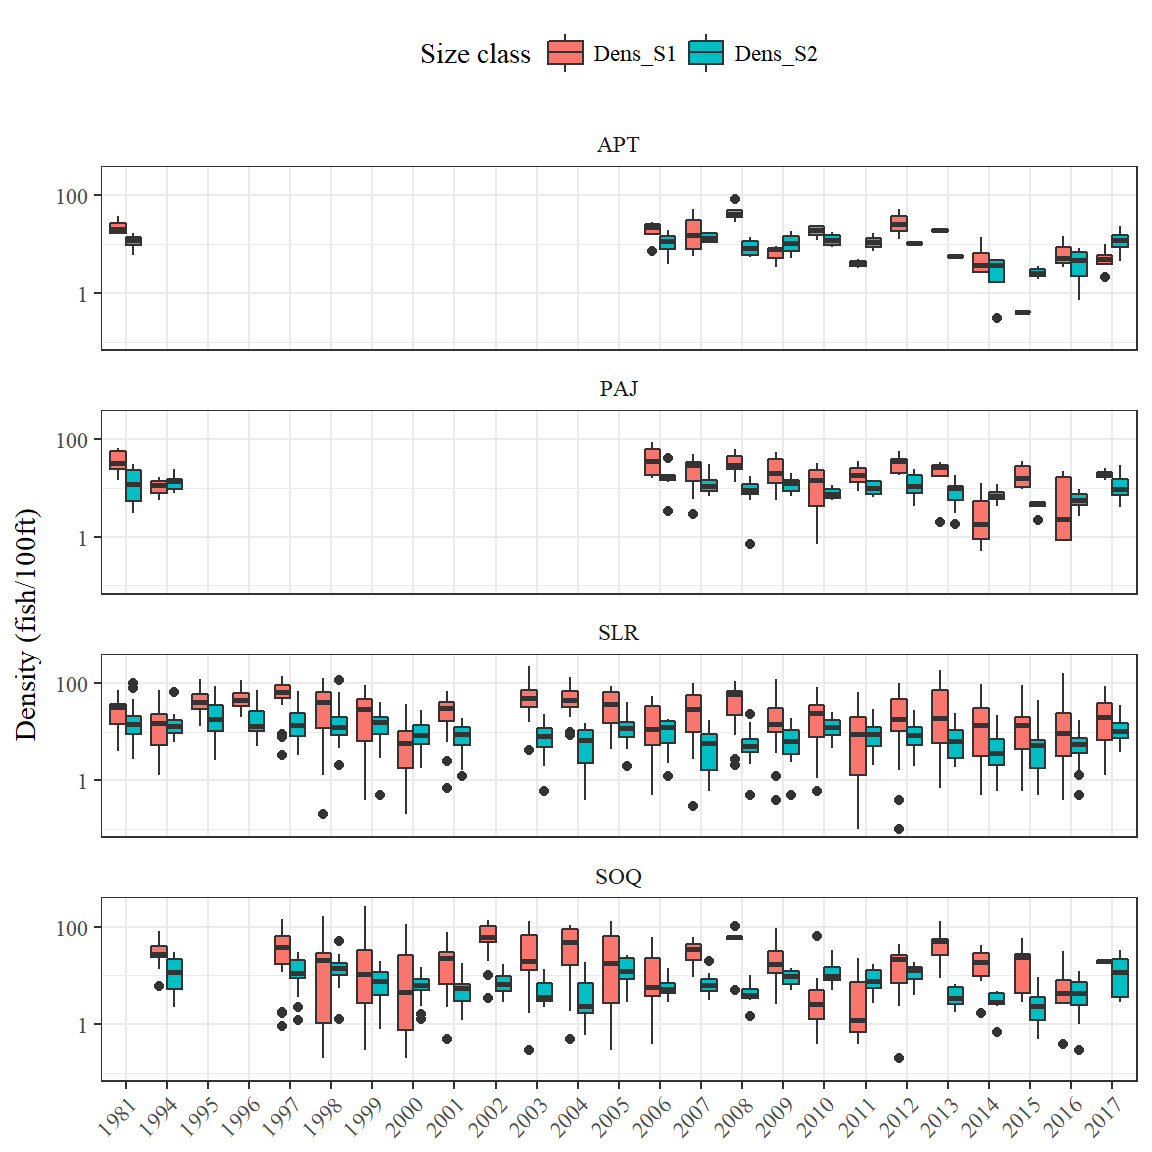 Size class Dens_S1 Dens_S2
APT
100
1
PAJ
100
1
Density (fish/100ft)
SLR
100
1
SOQ
100
1
1981 1994 1995 1996 1997 1998 1999 2000 2001 2002 2003 2004 2005 2006 2007 2008 2009 2010 2011 2012 2013 2014 2015 2016 2017